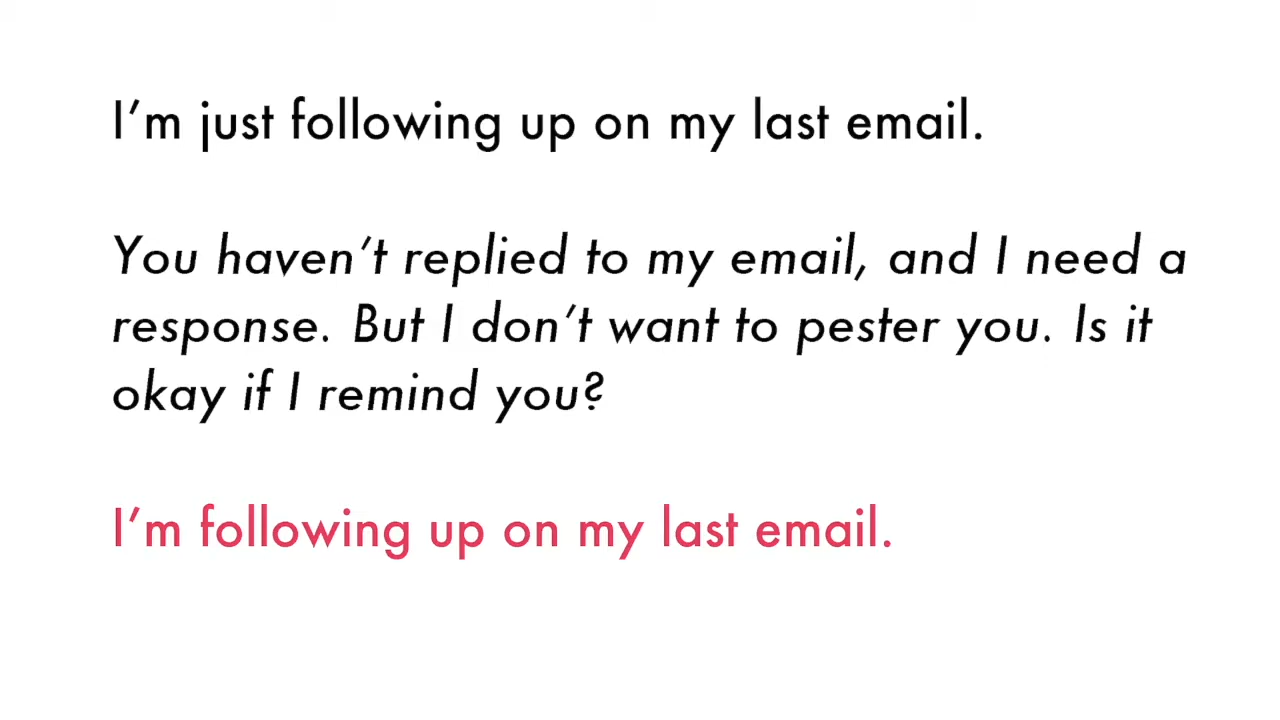 I’m just following up on my last email.
You haven’t replied to my email, and I need a
response. But I don’t want to pester you. Is it
okay if I remind you?
I’m following up on my last email.